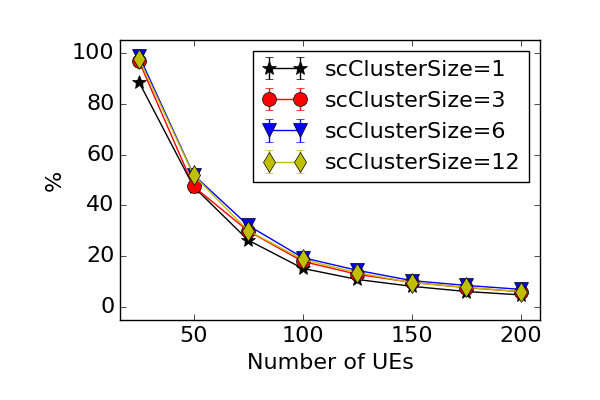 100
80
60
40
20
0
%
scClusterSize=1
scClusterSize=3
scClusterSize=6
scClusterSize=12
50 100 150 200
Number of UEs